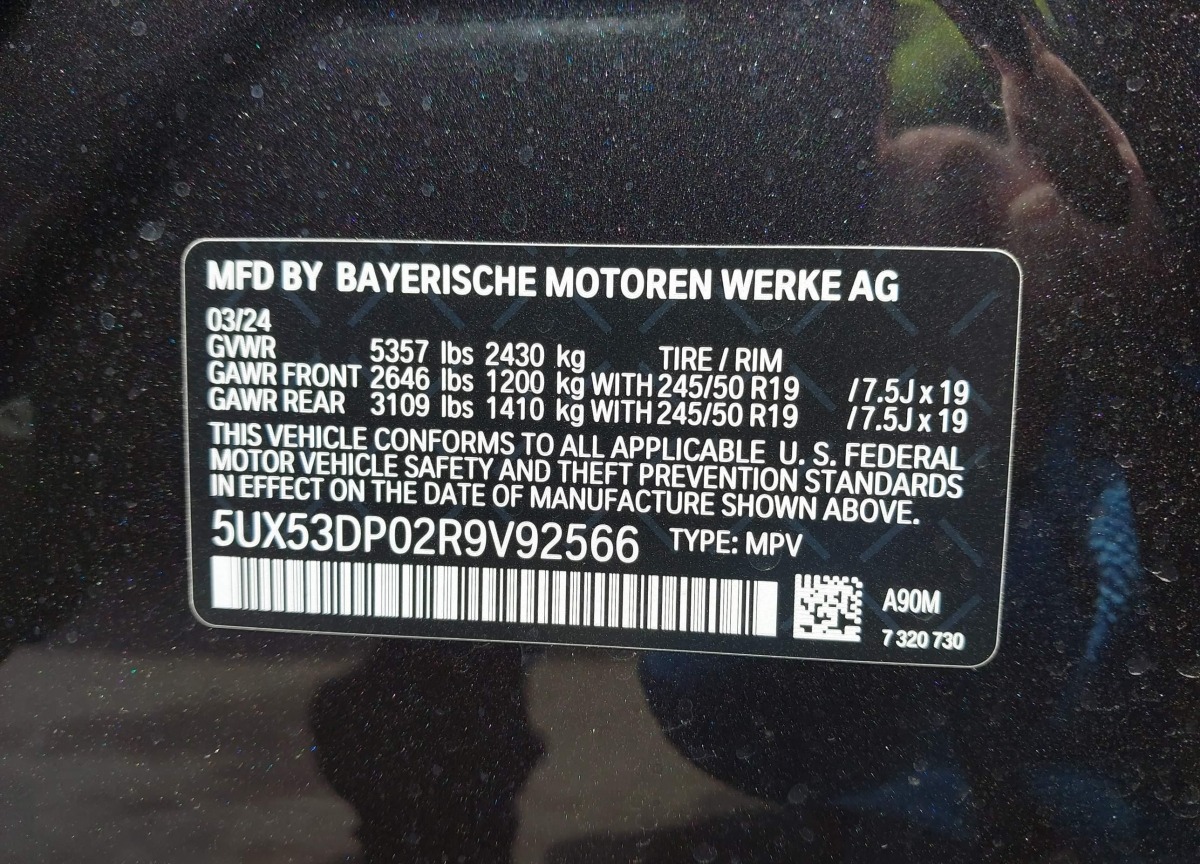 MFD BY BAYERISCHE MOTOREN WERKE AG
03/24
GVWR 5357 lbs 2430 kg TIRE / RIM
GAWR FRONT 2646 lbs 1200 kg WITH 245/50 R19 /7.5J x 19
GAWR REAR 3109 lbs 1410 kg WITH 245/50 R19 /7.5J x 19
THIS VEHICLE CONFORMS TO ALL APPLICABLE U. S. FEDERAL
MOTOR VEHICLE SAFETY AND THEFT PREVENTION STANDARDS
IN EFFECT ON THE DATE OF MANUFACTURE SHOWN ABOVE.
5UX53DP02R9V92566 TYPE: MPV
A90M
7 320 730